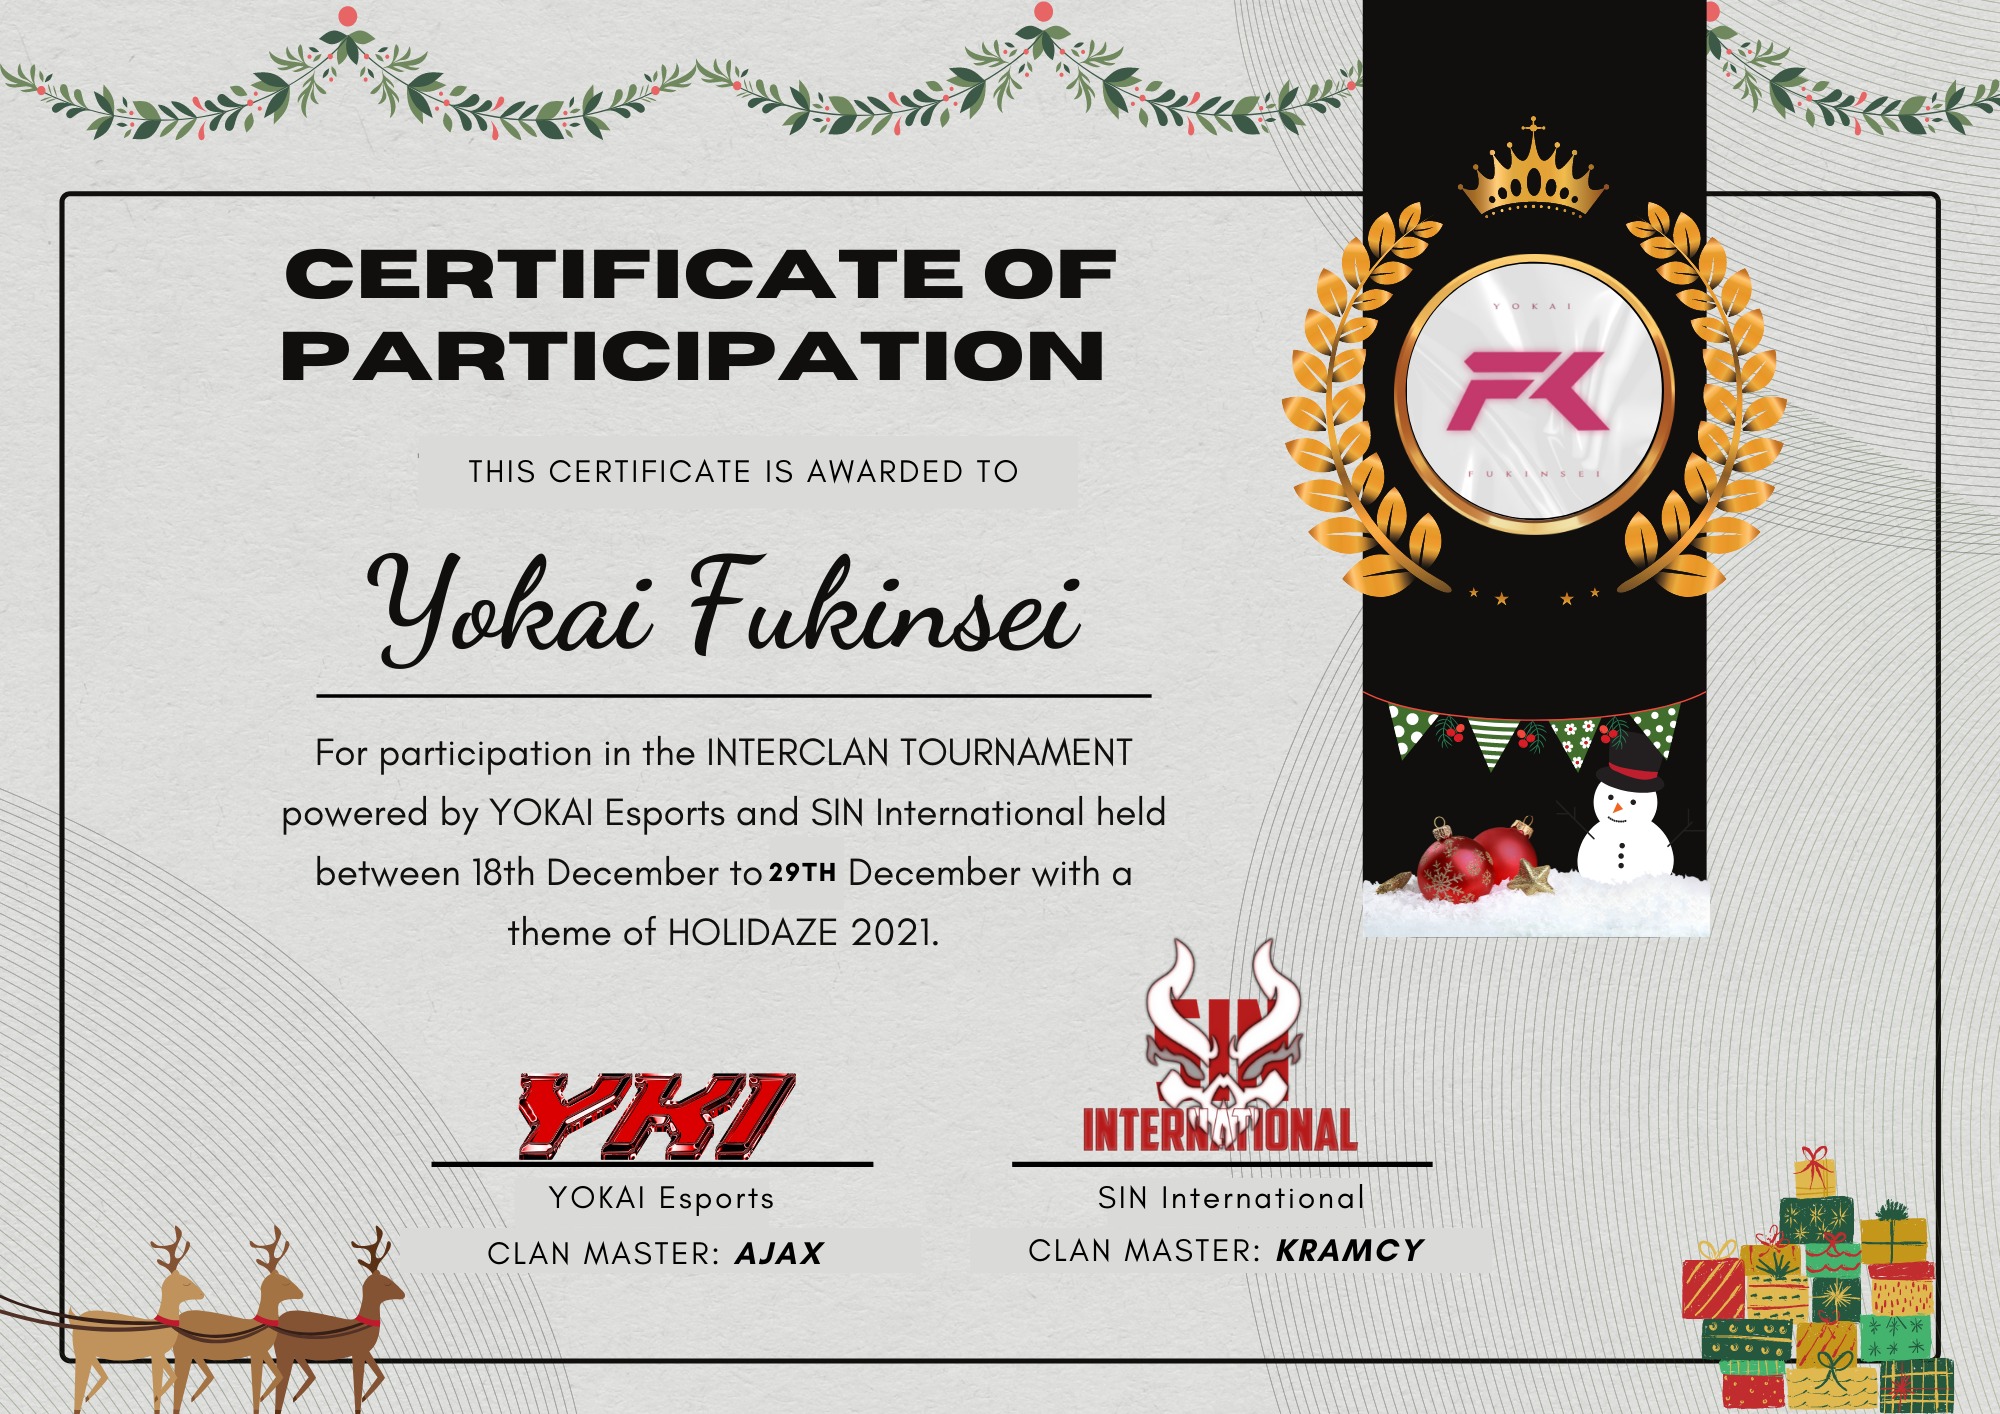 CERTIFICATE OF
PARTICIPATION
THIS CERTIFICATE IS AWARDED TO
Yokai Fukinsei
For participation in the INTERCLAN TOURNAMENT
powered by YOKAI Esports and SIN International held
between 18th December to 29TH December with a
theme of HOLIDAZE 2021.
YOKAI
FK
FUKINSEI
YKI
YOKAI Esports
CLAN MASTER: AJAX
SIN
INTERNATIONAL
SIN International
CLAN MASTER: KRAMCY